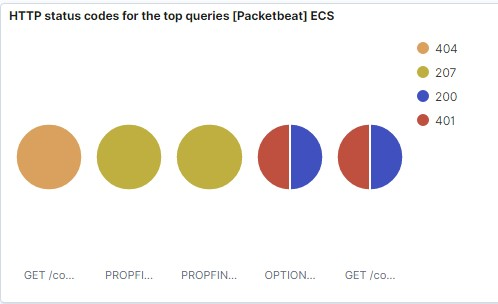 HTTP status codes for the top queries [Packetbeat] ECS
404
207
200
401
GET /co...
PROPFI...
PROPFIN...
OPTION...
GET /co...